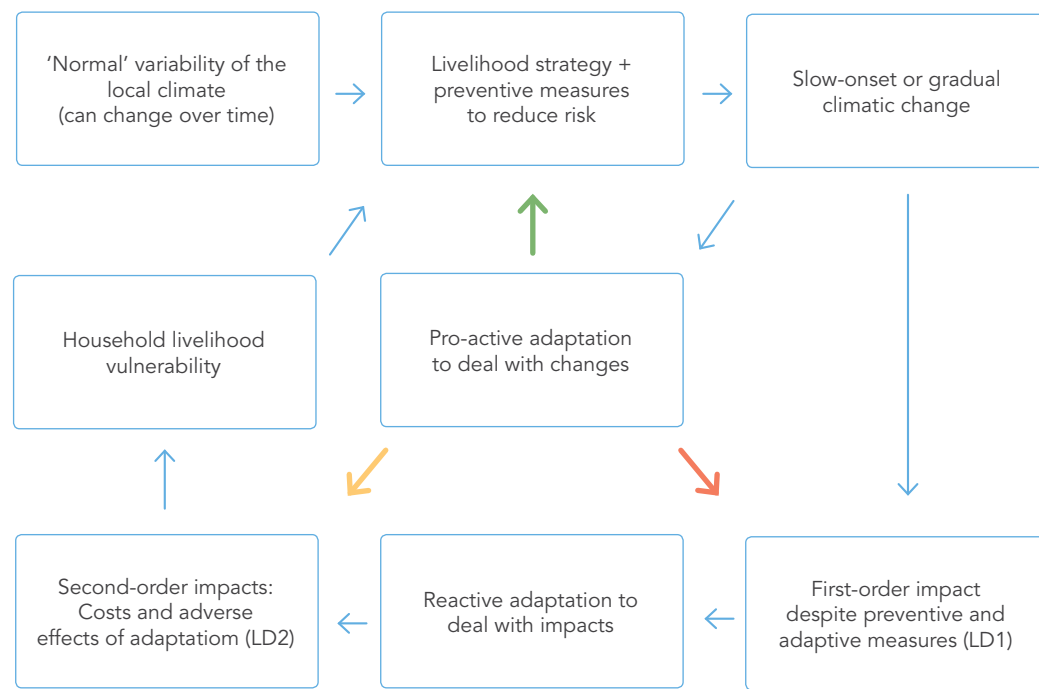 ‘Normal’ variability of the
local climate
(can change over time)
Livelihood strategy +
preventive measures
to reduce risk
Slow-onset or gradual
climatic change
Household livelihood
vulnerability
Pro-active adaptation
to deal with changes
Second-order impacts:
Costs and adverse
effects of adaptatiom (LD2)
Reactive adaptation to
deal with impacts
First-order impact
despite preventive and
adaptive measures (LD1)